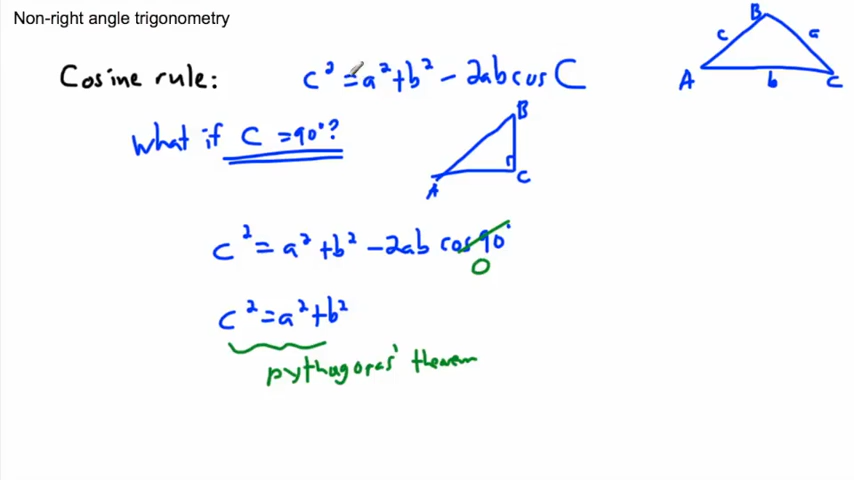 Non-right angle trigonometry
Cosine rule: c² = a² + b² - 2ab cos C
B
c a
A b C
What if C = 90°?
B
A C
c² = a² + b² - 2ab cos 90°
0
c² = a² + b²
pythagoras' theorem